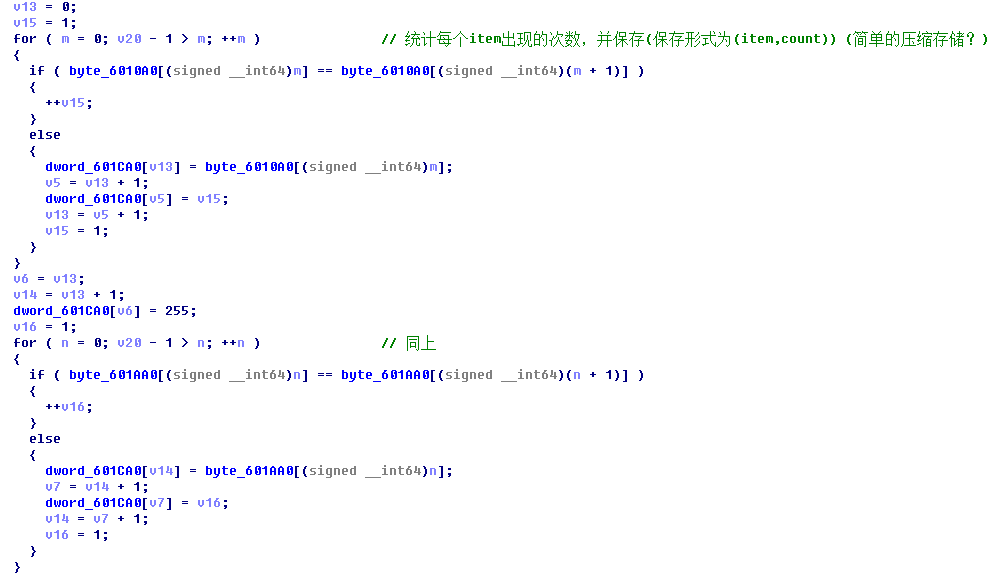 v13 = 0;
v15 = 1;
for ( m = 0; v20 - 1 > m; ++m ) // 统计每个item出现的次数，并保存(保存形式为(item,count)) (简单的压缩存储？)
{
if ( byte_6010A0[(signed __int64)m] == byte_6010A0[(signed __int64)(m + 1)] )
{
++v15;
}
else
{
dword_601CA0[v13] = byte_6010A0[(signed __int64)m];
v5 = v13 + 1;
dword_601CA0[v5] = v15;
v13 = v5 + 1;
v15 = 1;
}
}
v6 = v13;
v14 = v13 + 1;
dword_601CA0[v6] = 255;
v16 = 1;
for ( n = 0; v20 - 1 > n; ++n ) // 同上
{
if ( byte_601AA0[(signed __int64)n] == byte_601AA0[(signed __int64)(n + 1)] )
{
++v16;
}
else
{
dword_601CA0[v14] = byte_601AA0[(signed __int64)n];
v7 = v14 + 1;
dword_601CA0[v7] = v16;
v14 = v7 + 1;
v16 = 1;
}
}